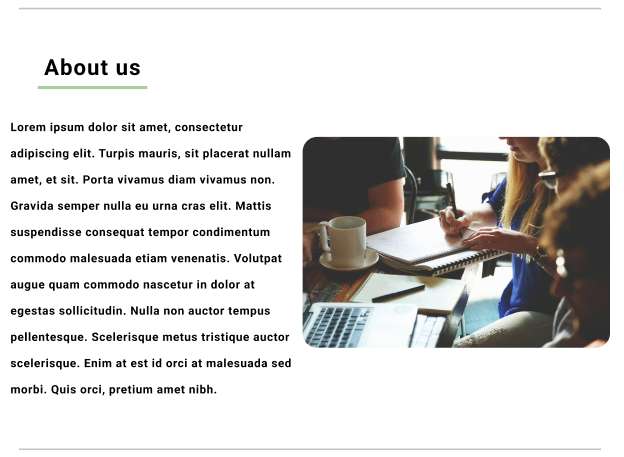 About us
Lorem ipsum dolor sit amet, consectetur
adipiscing elit. Turpis mauris, sit placerat nullam
amet, et sit. Porta vivamus diam vivamus non.
Gravida semper nulla eu urna cras elit. Mattis
suspendisse consequat tempor condimentum
commodo malesuada etiam venenatis. Volutpat
augue quam commodo nascetur in dolor at
egestas sollicitudin. Nulla non auctor tempus
pellentesque. Scelerisque metus tristique auctor
scelerisque. Enim at est id orci at malesuada sed
morbi. Quis orci, pretium amet nibh.